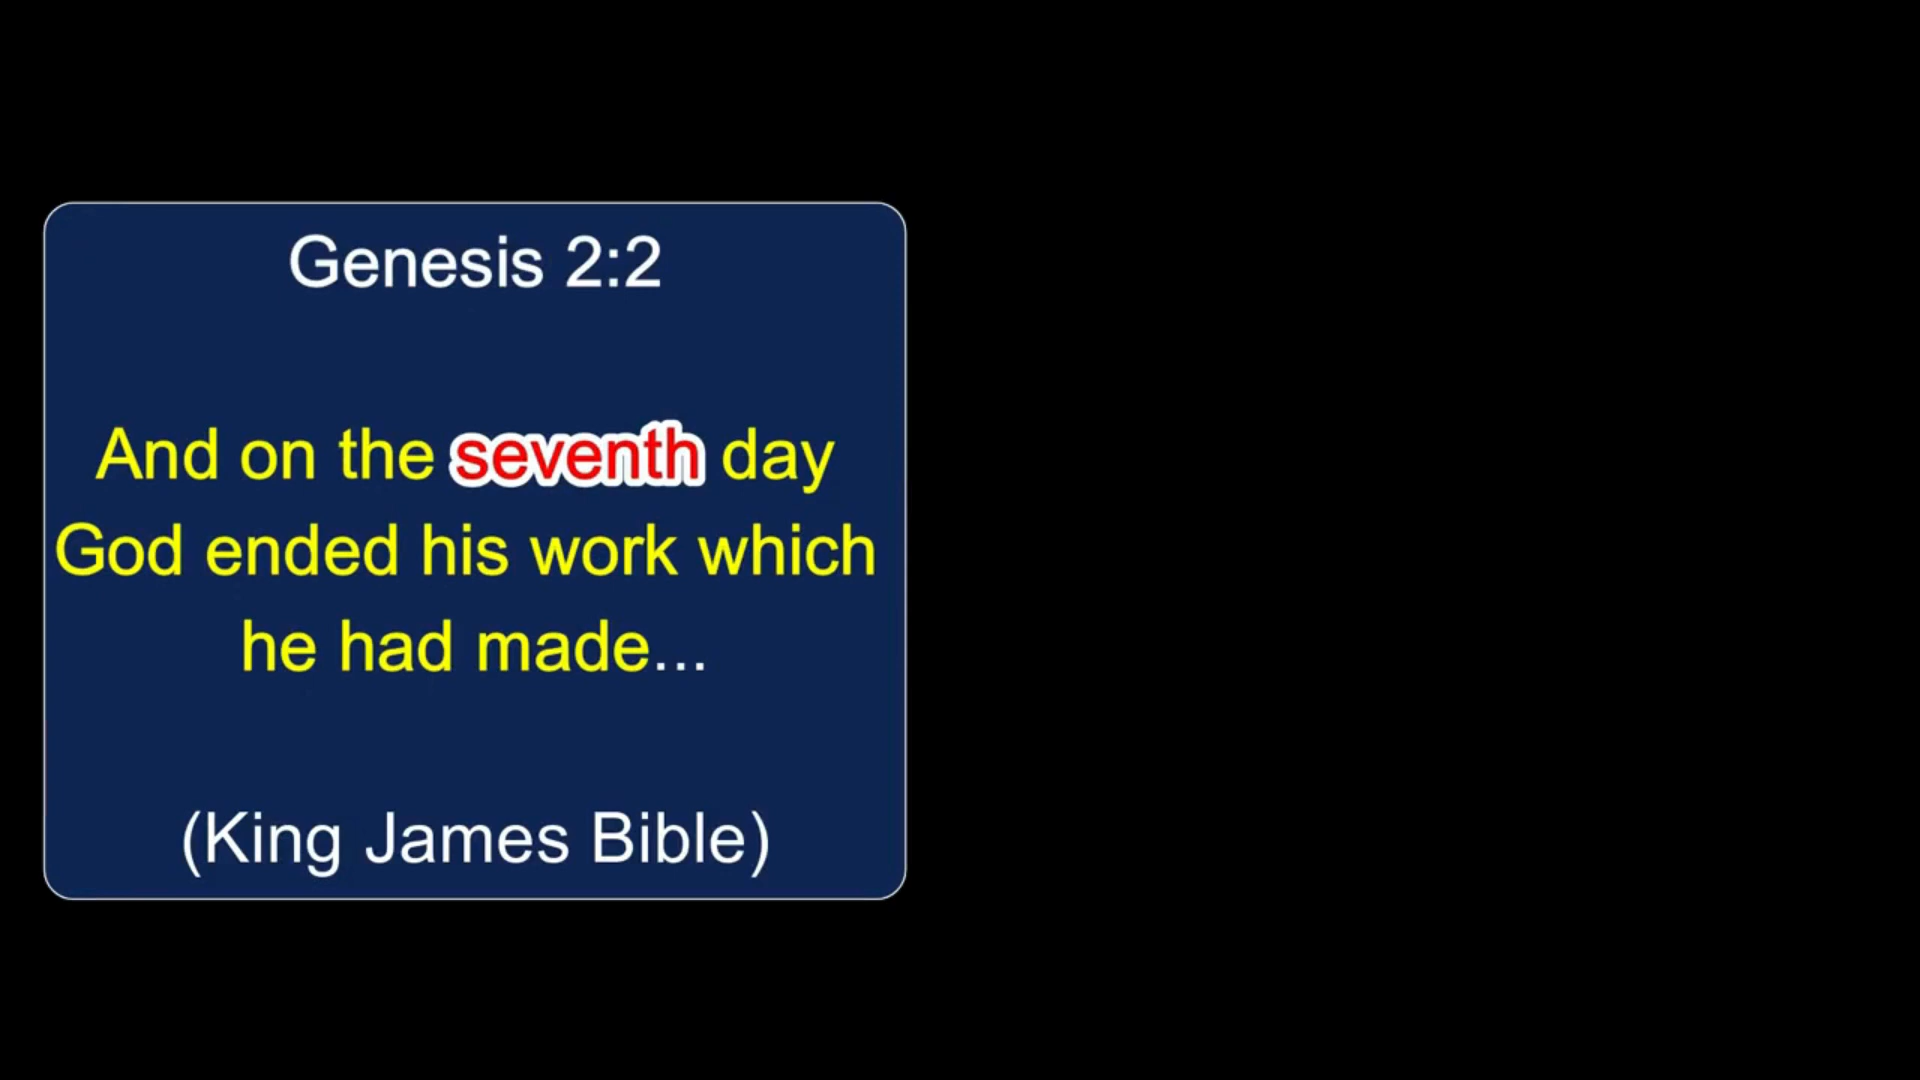 Genesis 2:2
And on the seventh day
God ended his work which
he had made...
(King James Bible)